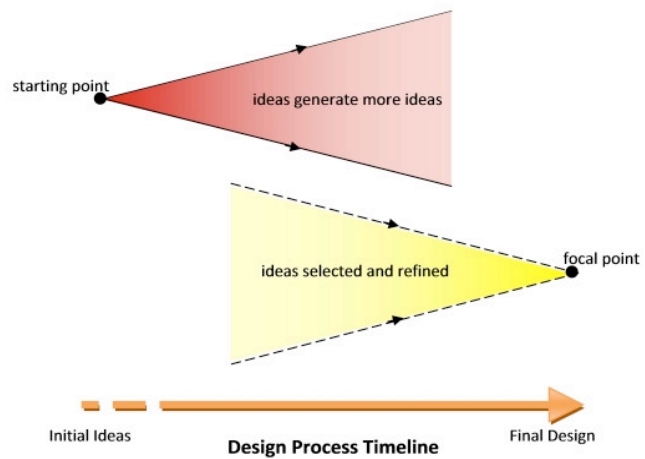 starting point
ideas generate more ideas
ideas selected and refined
focal point
Initial Ideas
Final Design
Design Process Timeline